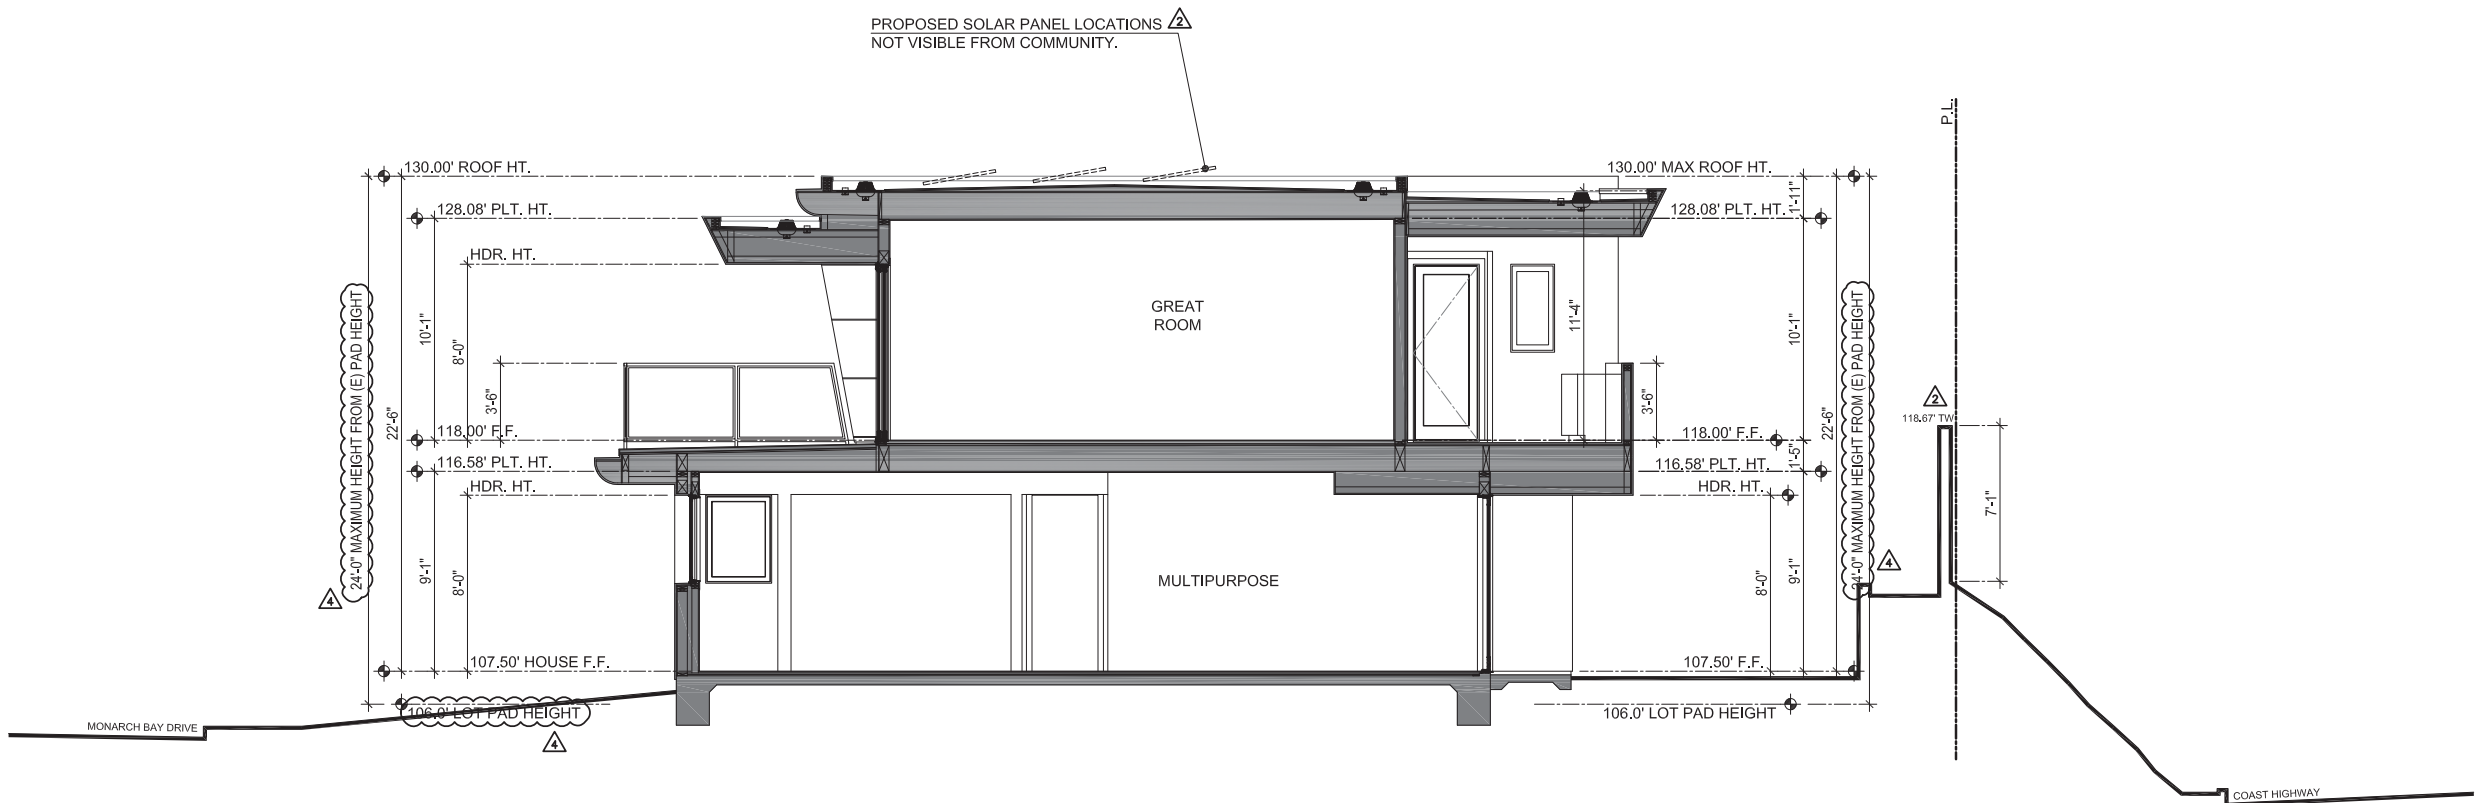 PROPOSED SOLAR PANEL LOCATIONS 2
NOT VISIBLE FROM COMMUNITY.
P.L.
130.00' ROOF HT.
130.00' MAX ROOF HT.
1'-11"
128.08' PLT. HT.
128.08' PLT. HT.
HDR. HT.
24'-0" MAXIMUM HEIGHT FROM (E) PAD HEIGHT
22'-6"
10'-1"
8'-0"
3'-6"
GREAT
ROOM
11'-4"
3'-6"
10'-1"
22'-6"
24'-0" MAXIMUM HEIGHT FROM (E) PAD HEIGHT
2
118.67' TW
7'-1"
118.00' F.F.
118.00' F.F.
1'-5"
116.58' PLT. HT.
116.58' PLT. HT.
HDR. HT.
HDR. HT.
4
9'-1"
8'-0"
MULTIPURPOSE
8'-0"
9'-1"
4
107.50' HOUSE F.F.
107.50' F.F.
106.0' LOT PAD HEIGHT
106.0' LOT PAD HEIGHT
MONARCH BAY DRIVE
4
COAST HIGHWAY